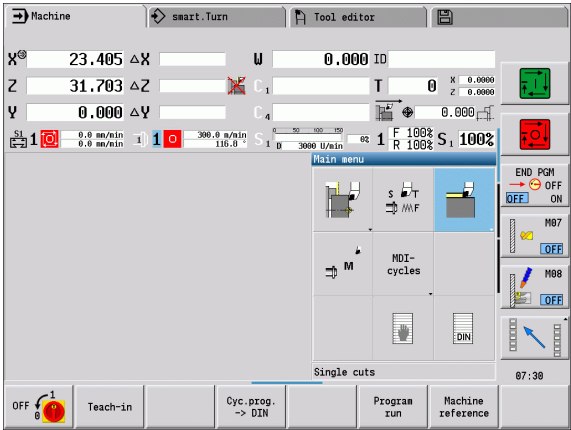 Machine
smart.Turn
Tool editor
X 23.405 ΔX W 0.000 ID
Z 31.703 ΔZ C1 T 0 X 0.0000
Z 0.0000
Y 0.000 ΔY C4 0.000
S1 1 0.0 mm/min
0.0 mm/min
1 1 300.0 m/min
116.8 °
S1 0 50 100 150 0%
D 3000 U/min
1 F 100%
R 100%
S1 100%
Main menu
S T
F
M
MDI-
cycles
DIN
Single cuts
END PGM
OFF
OFF ON
M07
OFF
M08
OFF
07:30
OFF 1
0
Teach-in
Cyc.prog.
-> DIN
Program
run
Machine
reference